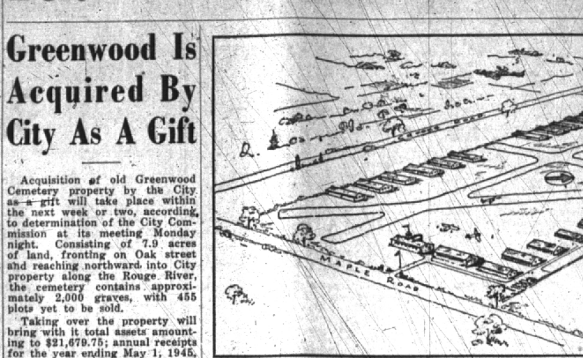 Greenwood Is
Acquired By
City As A Gift
Acquisition of old Greenwood
Cemetery property by the City
as a gift will take place within
the next week or two, according
to determination of the City Com-
mission at its meeting Monday
night. Consisting of 7.9 acres
of land, fronting on Oak street
and reaching northward into City
property along the Rouge River,
the cemetery contains approxi-
mately 2,000 graves, with 455
plots yet to be sold.
Taking over the property will
bring with it total assets amount-
ing to $21,679.75; annual receipts
for the year ending May 1, 1945,
ROAD
MAPLE ROAD